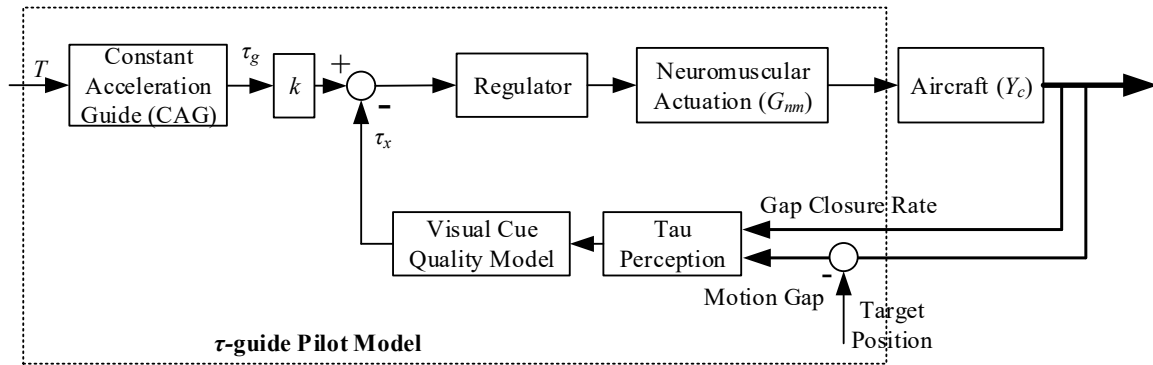 T
Constant
Acceleration
Guide (CAG)
τg
k
+
-
τx
Regulator
Neuromuscular
Actuation (Gnm)
Aircraft (Yc)
Visual Cue
Quality Model
Tau
Perception
Gap Closure Rate
-
Motion Gap
Target
Position
τ-guide Pilot Model